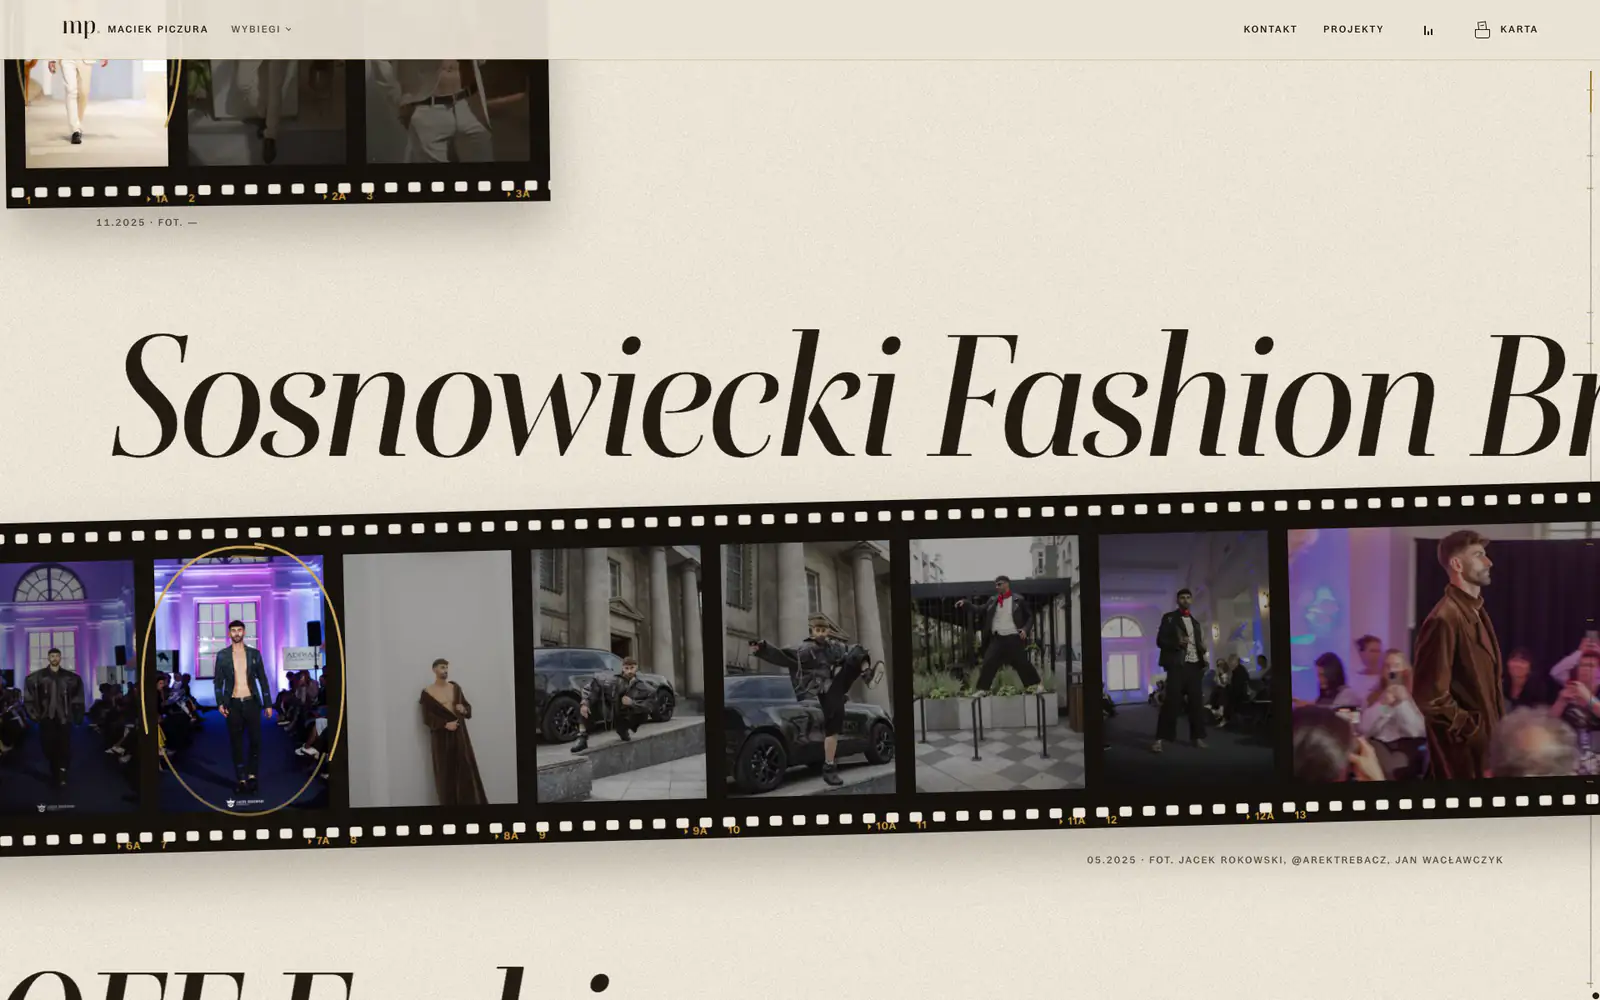 mp. MACIEK PICZURA WYBIEGI KONTAKT PROJEKTY KARTA
1 1A 2 2A 3 3A
11.2025 · FOT. —
Sosnowiecki Fashion Br
6A 7 7A 8 8A 9 9A 10 10A 11 11A 12 12A 13
05.2025 · FOT. JACEK ROKOWSKI, @AREKTREBACZ, JAN WACŁAWCZYK
OFF Fashi